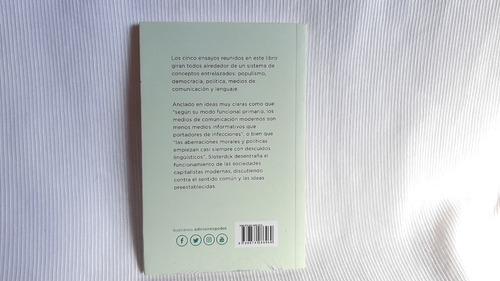 Los cinco ensayos reunidos en este libro
giran todos alrededor de un sistema de
conceptos entrelazados: populismo,
democracia, política, medios de
comunicación y lenguaje.
Anclado en ideas muy claras como que
"según su modo funcional primario, los
medios de comunicación modernos son
menos medios informativos que
portadores de infecciones", o bien que
"las aberraciones morales y políticas
empiezan casi siempre con descuidos
lingüísticos", Sloterdijk desentraña el
funcionamiento de las sociedades
capitalistas modernas, discutiendo
contra el sentido común y las ideas
preestablecidas.